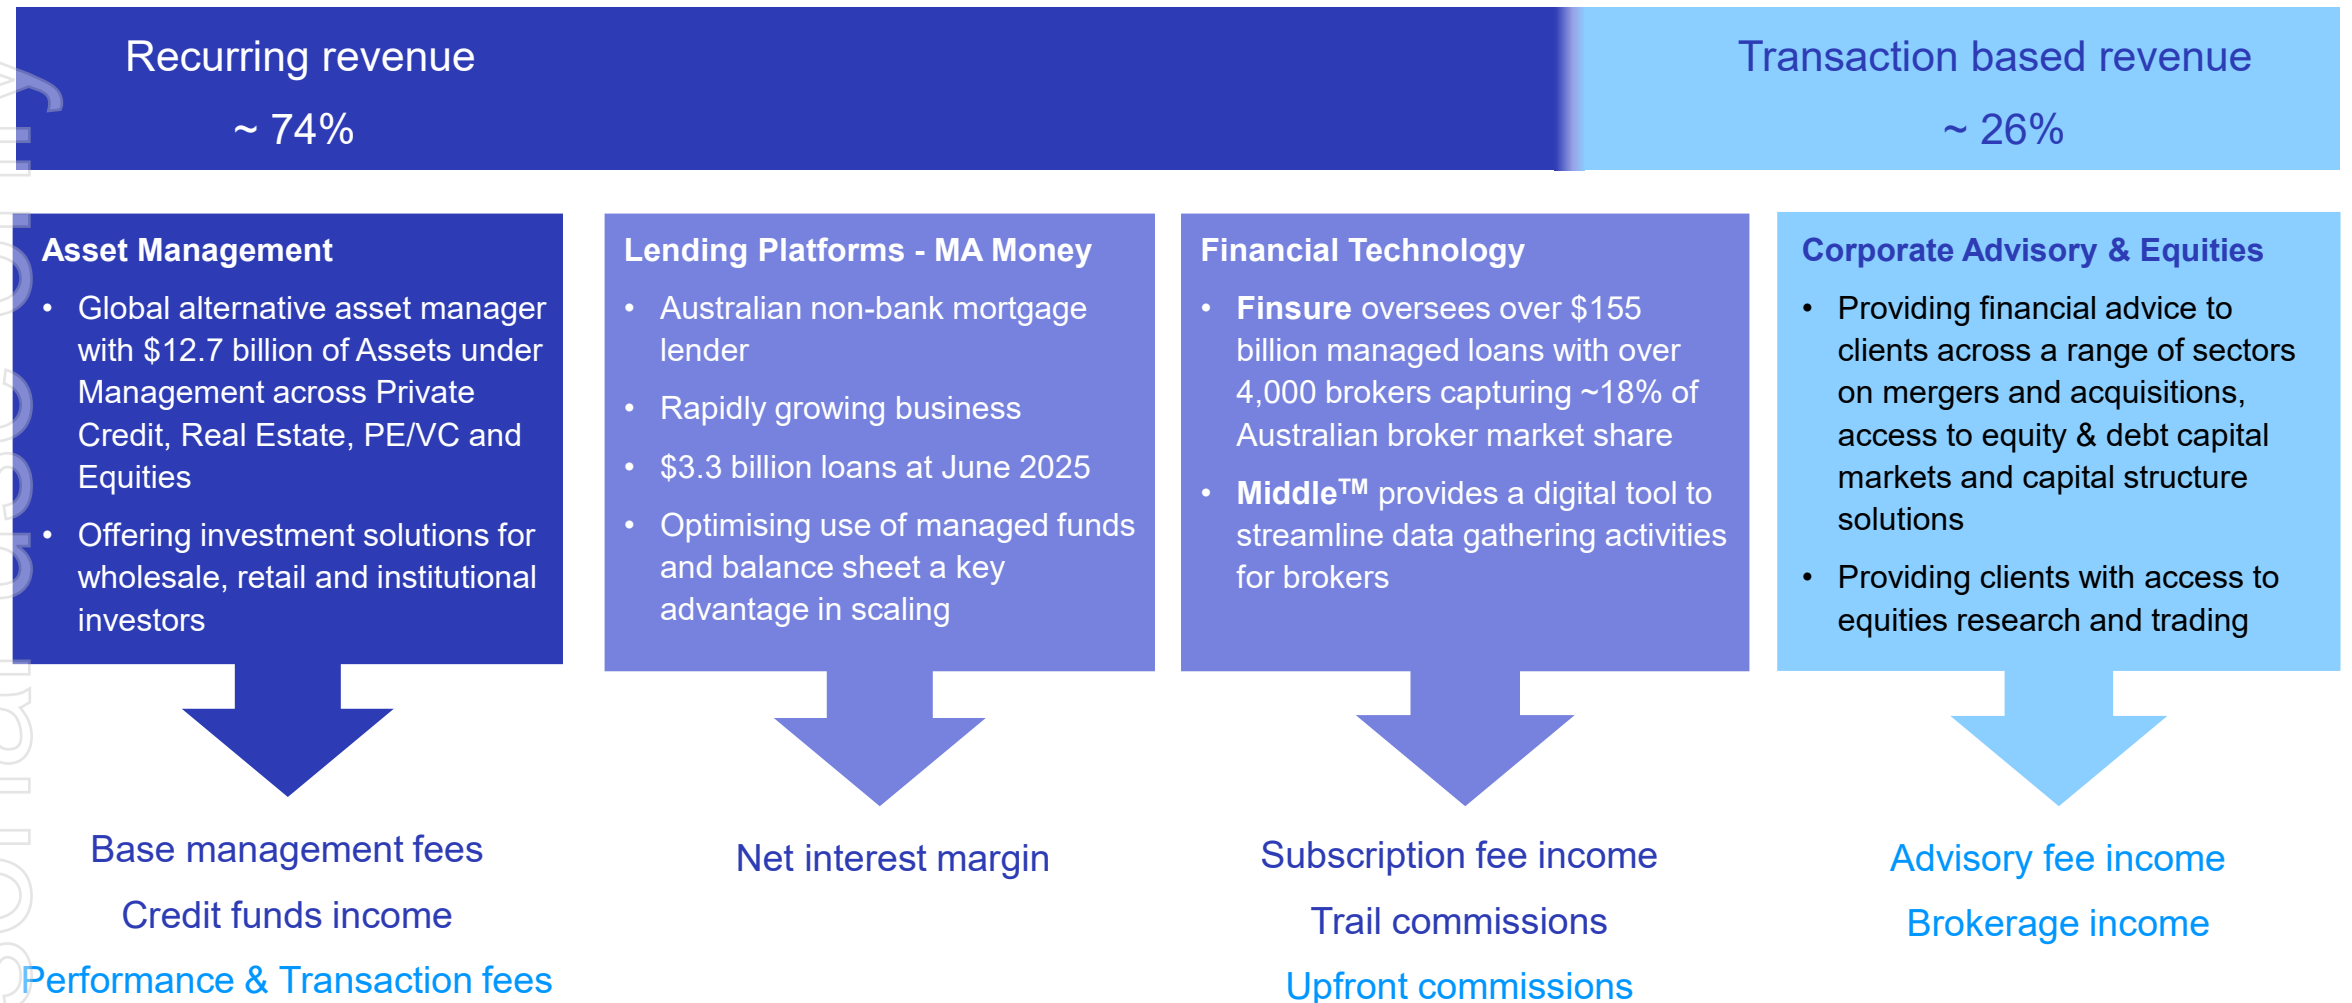 Recurring revenue
~ 74%
Transaction based revenue
~ 26%
Asset Management
• Global alternative asset manager
with $12.7 billion of Assets under
Management across Private
Credit, Real Estate, PE/VC and
Equities
• Offering investment solutions for
wholesale, retail and institutional
investors
Base management fees
Credit funds income
Performance & Transaction fees
Lending Platforms - MA Money
• Australian non-bank mortgage
lender
• Rapidly growing business
• $3.3 billion loans at June 2025
• Optimising use of managed funds
and balance sheet a key
advantage in scaling
Net interest margin
Financial Technology
• Finsure oversees over $155
billion managed loans with over
4,000 brokers capturing ~18% of
Australian broker market share
• Middle™ provides a digital tool to
streamline data gathering activities
for brokers
Subscription fee income
Trail commissions
Upfront commissions
Corporate Advisory & Equities
• Providing financial advice to
clients across a range of sectors
on mergers and acquisitions,
access to equity & debt capital
markets and capital structure
solutions
• Providing clients with access to
equities research and trading
Advisory fee income
Brokerage income